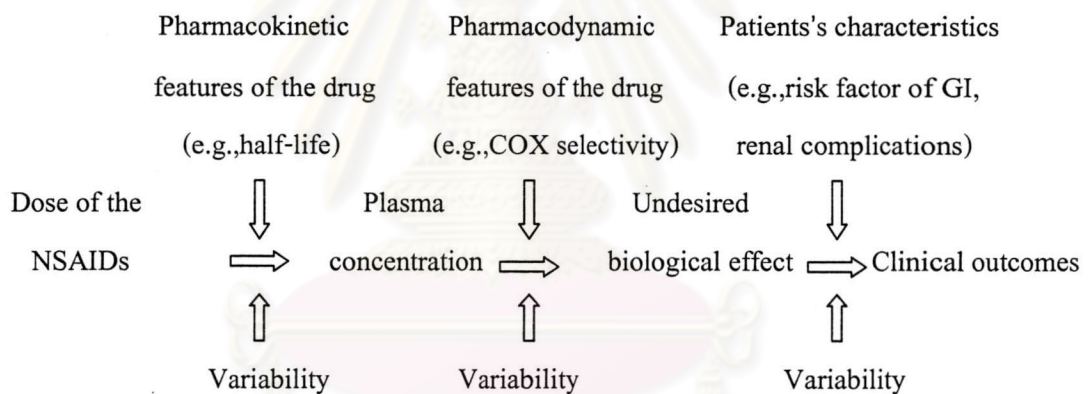 Pharmacokinetic Pharmacodynamic Patients's characteristics
features of the drug features of the drug (e.g.,risk factor of GI,
(e.g.,half-life) (e.g.,COX selectivity) renal complications)
Dose of the Plasma Undesired
NSAIDs concentration biological effect Clinical outcomes
Variability Variability Variability